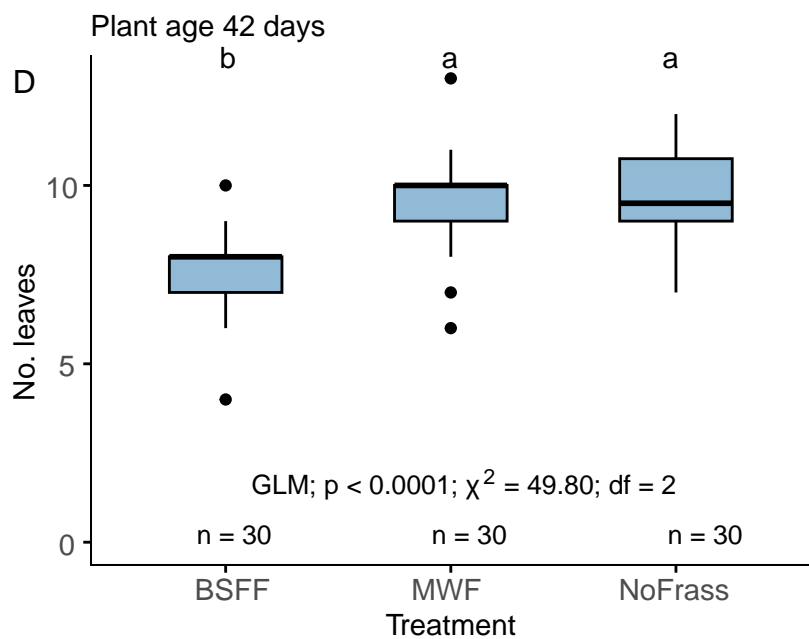 Plant age 42 days
b a a
D
10
5
0
No. leaves
GLM; p < 0.0001; χ² = 49.80; df = 2
n = 30 n = 30 n = 30
BSFF MWF NoFrass
Treatment